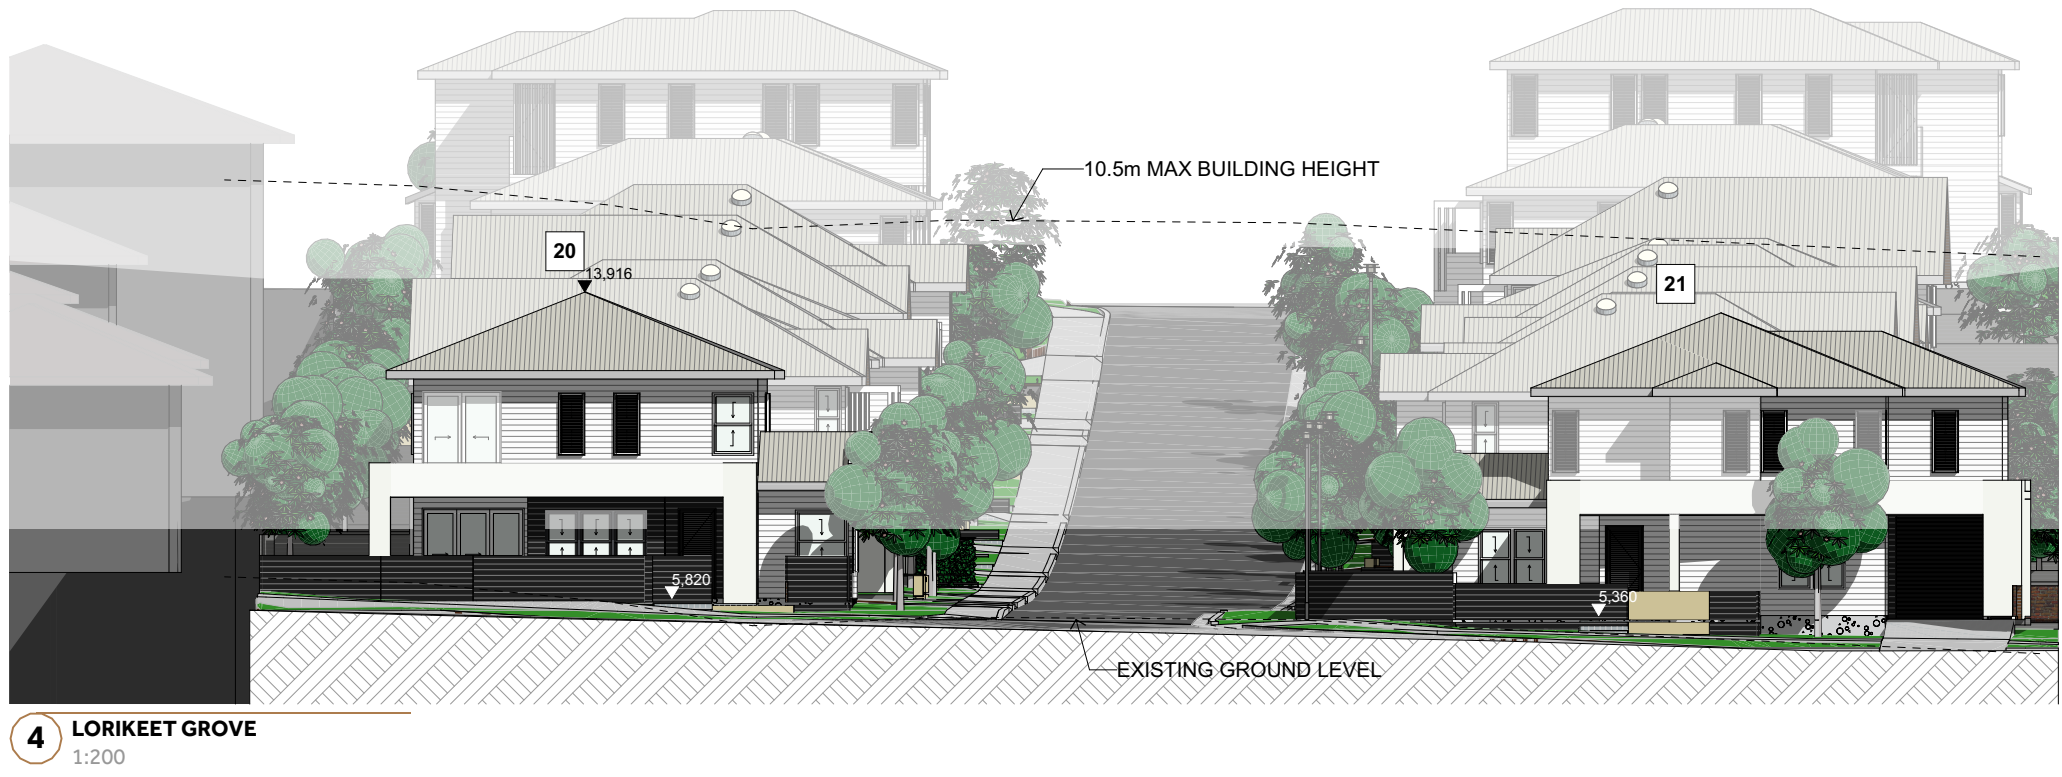 10.5m MAX BUILDING HEIGHT
20
13,916
21
5,820
5,360
EXISTING GROUND LEVEL
4
LORIKEET GROVE
1:200